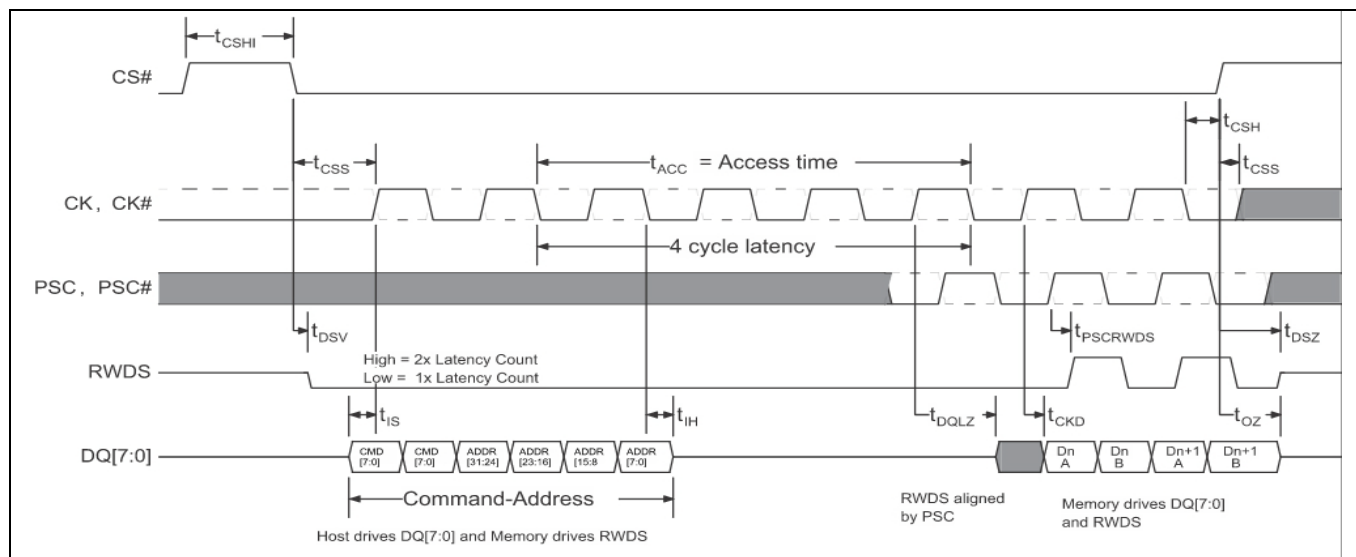 tCSHI
CS#
tCSH
tCSS
tACC = Access time
tCSS
CK, CK#
4 cycle latency
PSC, PSC#
tDSV
tPSCRWDS
tDSZ
High = 2x Latency Count
RWDS
Low = 1x Latency Count
tIS
tIH
tDQLZ
tCKD
tOZ
DQ[7:0]
CMD [7:0]
CMD [7:0]
ADDR [31:24]
ADDR [23:16]
ADDR [15:8
ADDR [7:0]
Dn A
Dn B
Dn+1 A
Dn+1 B
Command-Address
RWDS aligned
by PSC
Memory drives DQ[7:0]
and RWDS
Host drives DQ[7:0] and Memory drives RWDS